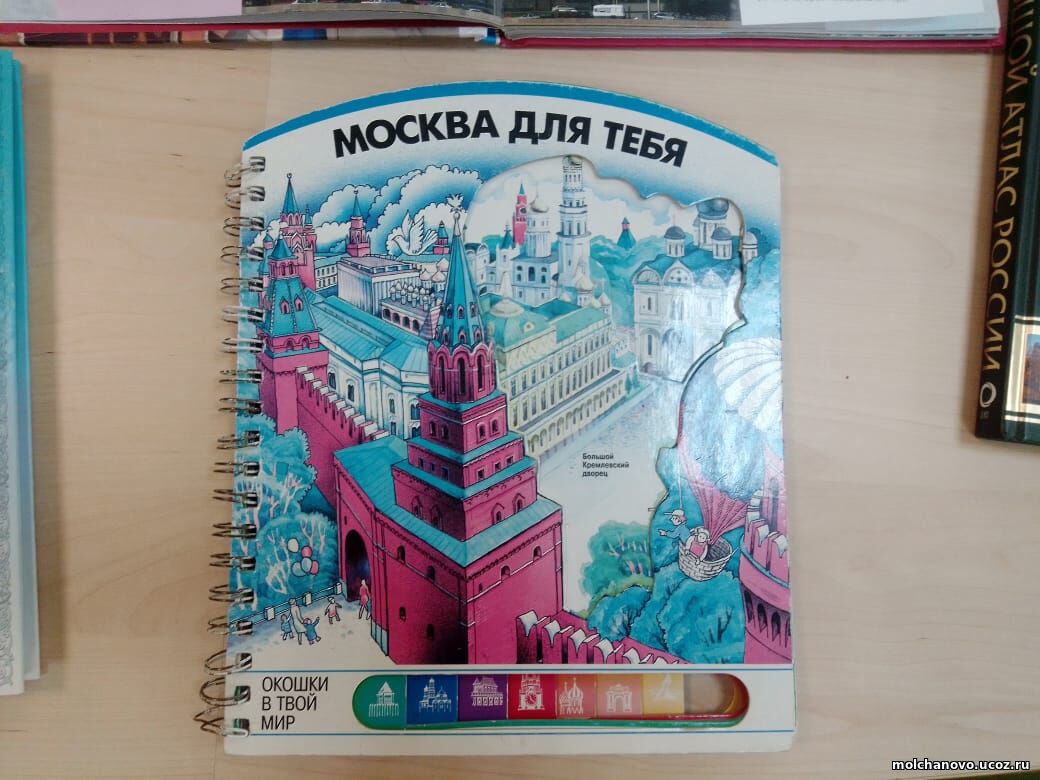 МОСКВА ДЛЯ ТЕБЯ
Большой
Кремлевский
дворец
ОКОШКИ
В ТВОЙ
МИР
АТЛАС РОССИИ
molchanovo.ucoz.ru